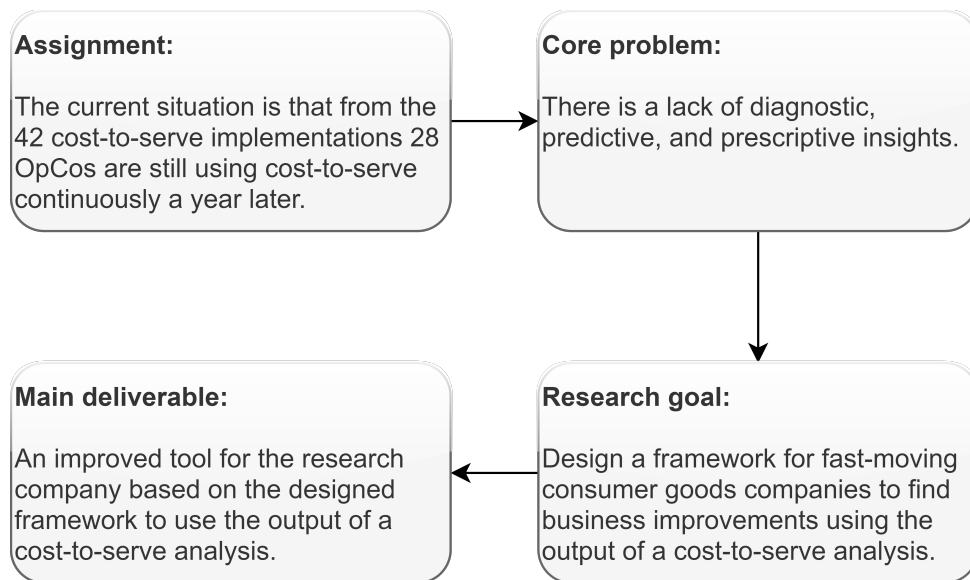 Assignment:
The current situation is that from the
42 cost-to-serve implementations 28
OpCos are still using cost-to-serve
continuously a year later.
Core problem:
There is a lack of diagnostic,
predictive, and prescriptive insights.
Research goal:
Design a framework for fast-moving
consumer goods companies to find
business improvements using the
output of a cost-to-serve analysis.
Main deliverable:
An improved tool for the research
company based on the designed
framework to use the output of a
cost-to-serve analysis.